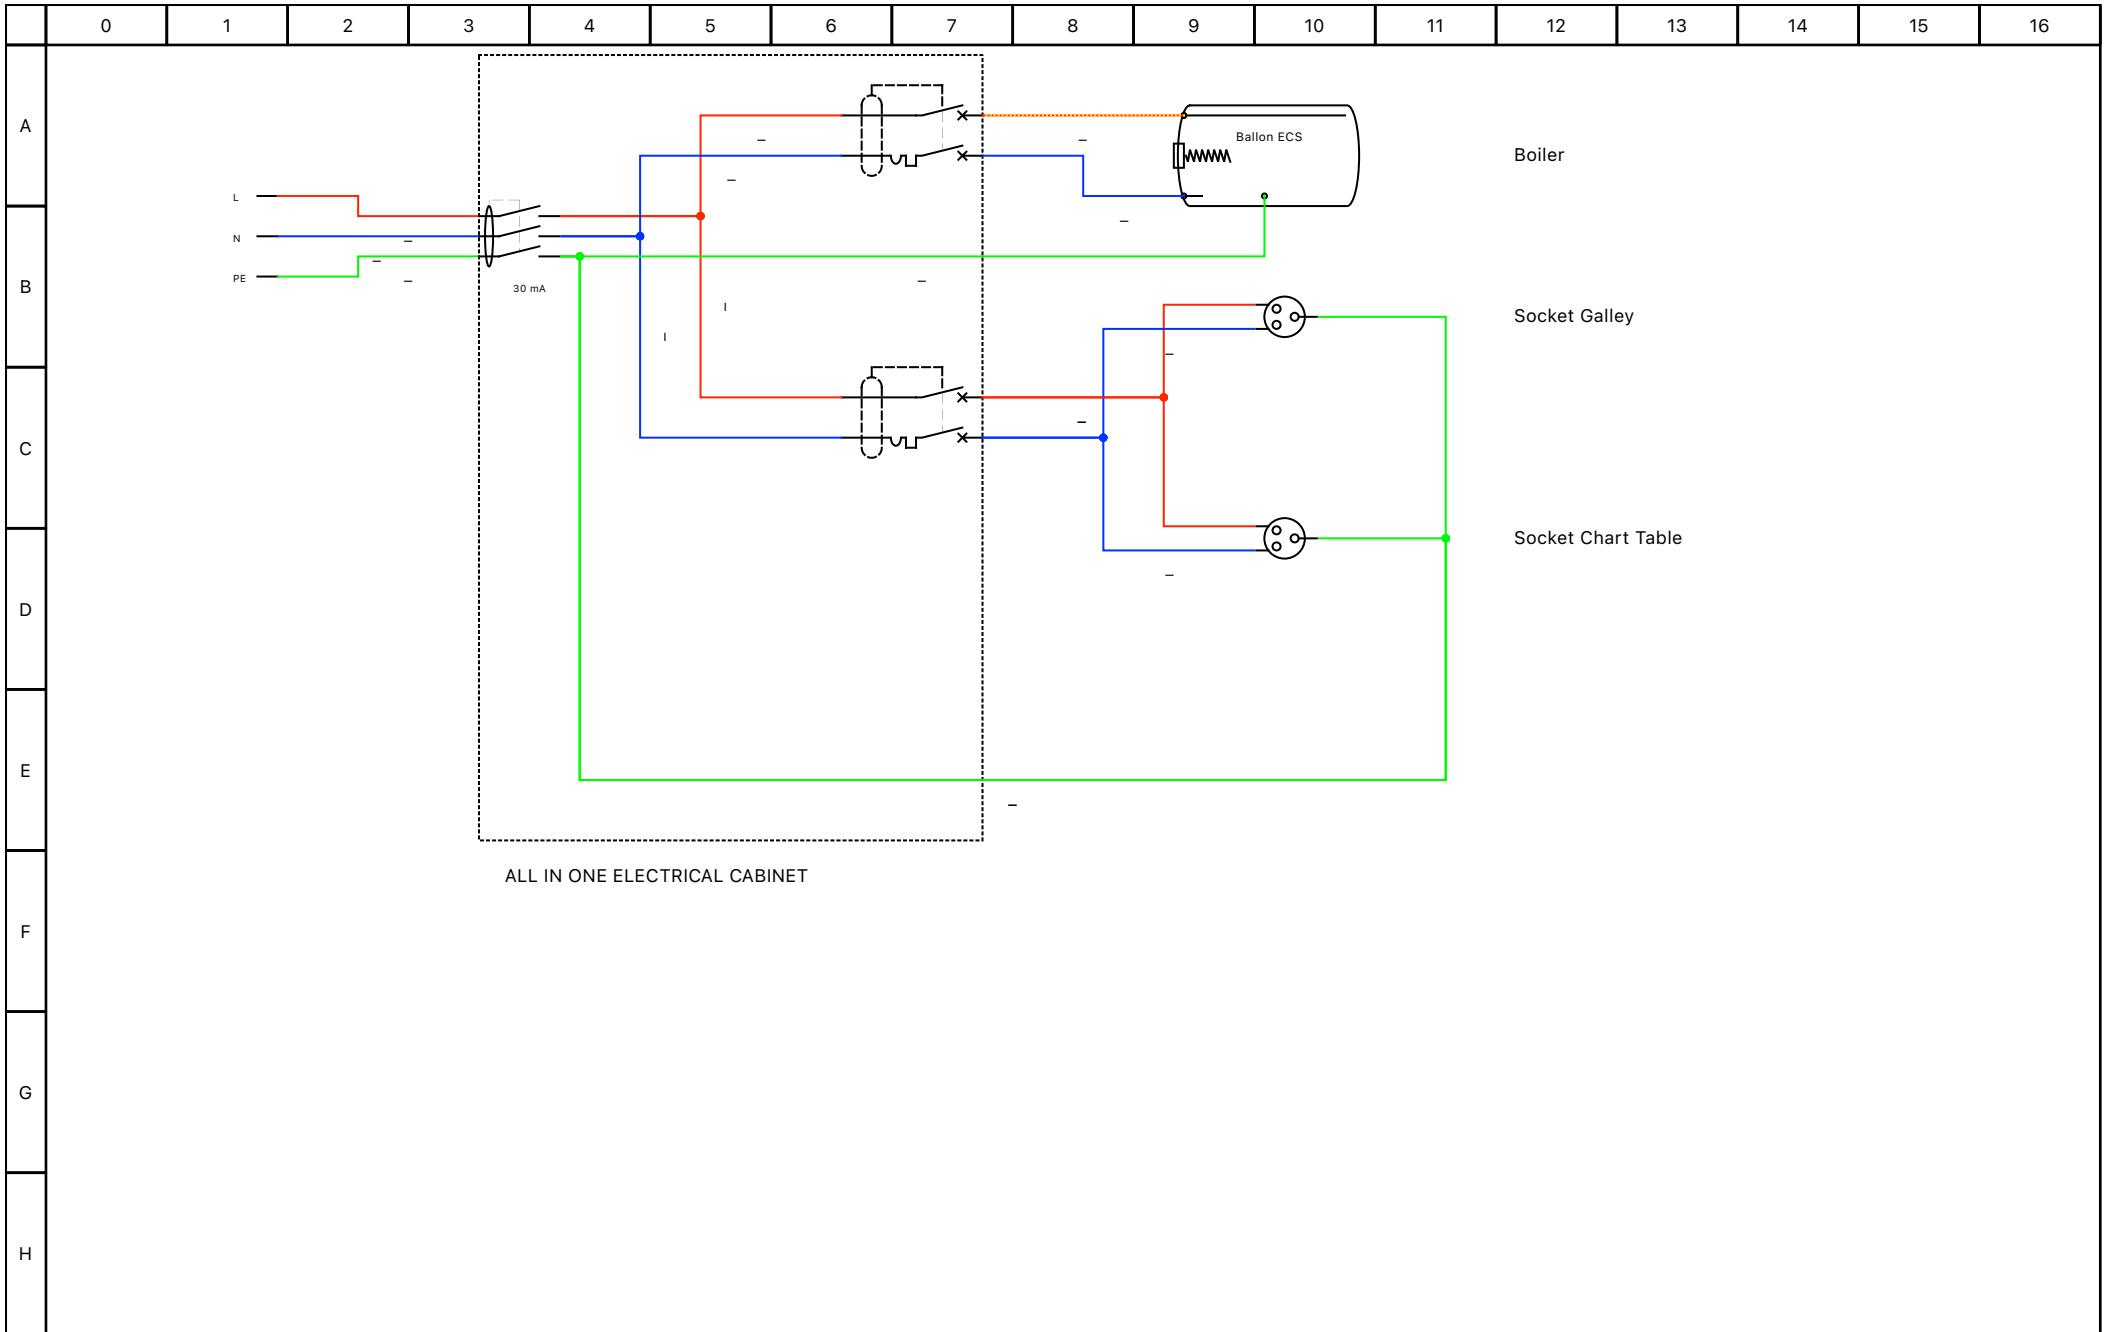 0 1 2 3 4 5 6 7 8 9 10 11 12 13 14 15 16
A
Ballon ECS
Boiler
L
N
PE
B
30 mA
Socket Galley
C
Socket Chart Table
D
E
ALL IN ONE ELECTRICAL CABINET
F
G
H